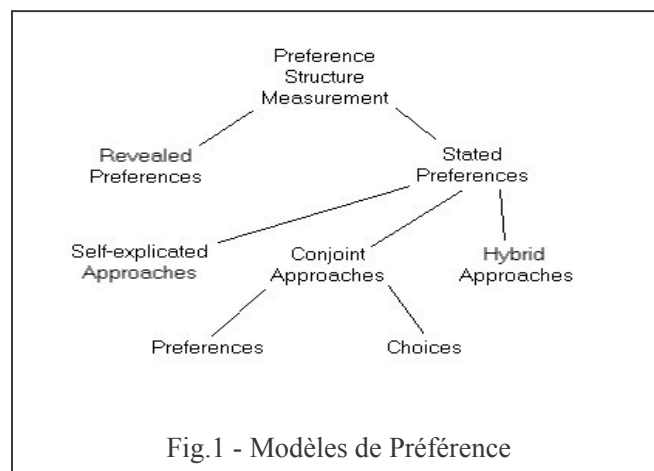 Preference
Structure
Measurement
Revealed
Preferences
Stated
Preferences
Self-explicated
Approaches
Conjoint
Approaches
Hybrid
Approaches
Preferences
Choices
Fig.1 - Modèles de Préférence